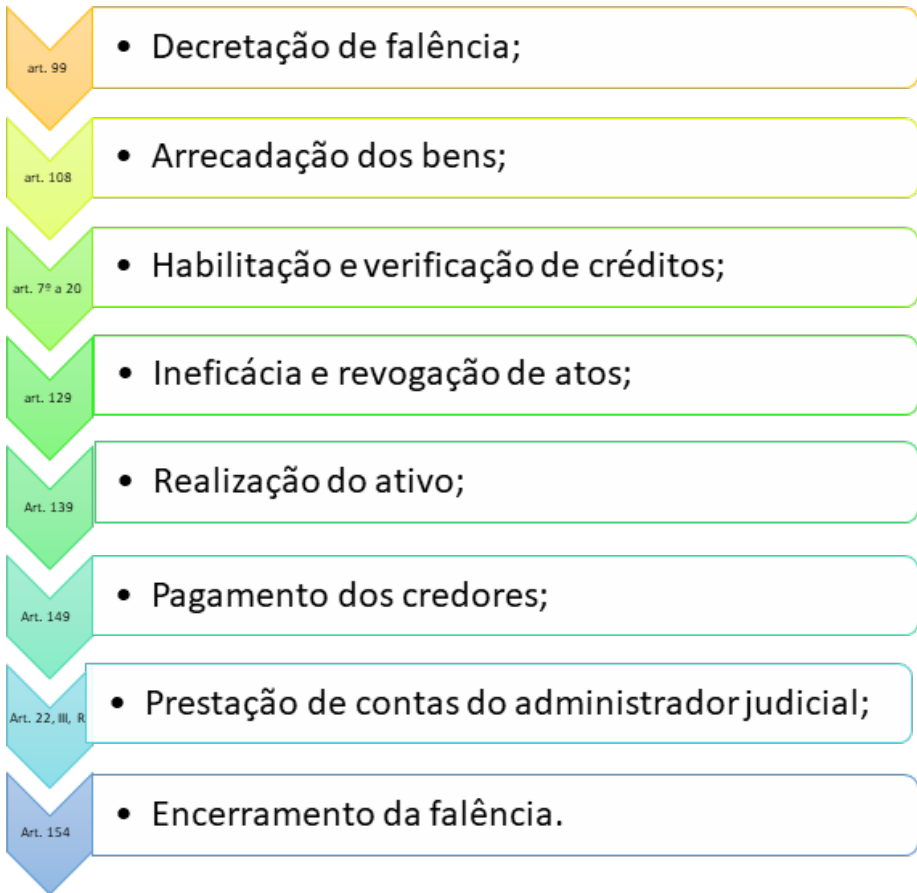 art. 99
• Decretação de falência;
art. 108
• Arrecadação dos bens;
art. 7º a 20
• Habilitação e verificação de créditos;
art. 129
• Ineficácia e revogação de atos;
Art. 139
• Realização do ativo;
Art. 149
• Pagamento dos credores;
Art. 22, III, R
• Prestação de contas do administrador judicial;
Art. 154
• Encerramento da falência.